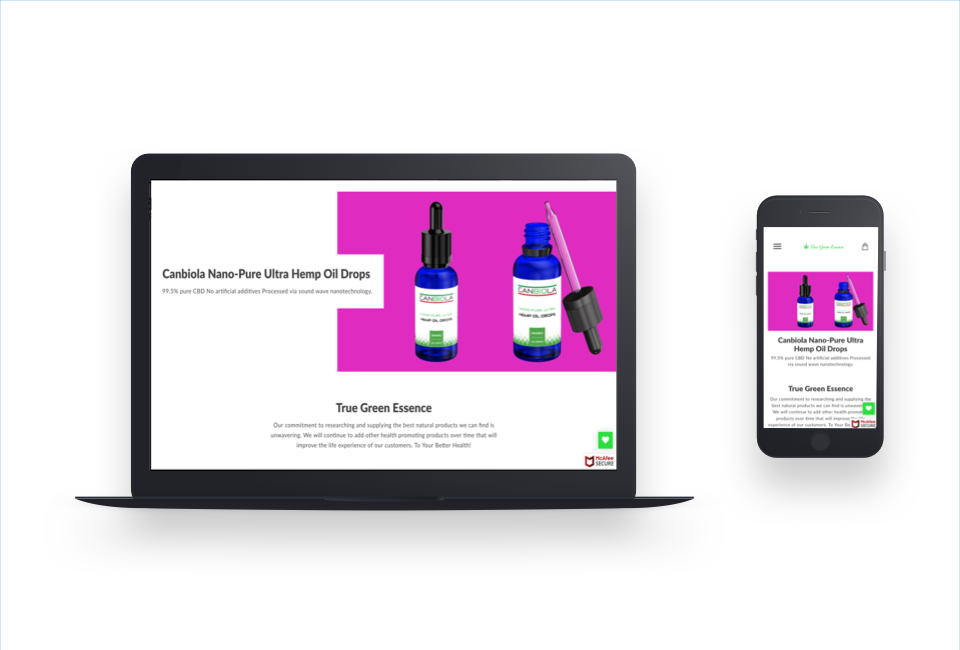 Canbiola Nano-Pure Ultra Hemp Oil Drops
99.5% pure CBD No artificial additives Processed via sound wave nanotechnology.
CANBIOLA
NANO-PURE ULTRA
HEMP OIL DROPS
CANBIOLA
NANO-PURE ULTRA
HEMP OIL DROPS
True Green Essence
Our commitment to researching and supplying the best natural products we can find is
unwavering. We will continue to add other health promoting products over time that will
improve the life experience of our customers. To Your Better Health!
McAfee
SECURE
True Green Essence
Canbiola Nano-Pure Ultra
Hemp Oil Drops
99.5% pure CBD No artificial additives Processed
via sound wave nanotechnology.
True Green Essence
Our commitment to researching and supplying the
best natural products we can find is unwavering.
We will continue to add other health promoting
products over time that will improve
experience of our customers. To Your Be
McAfee
SECURE